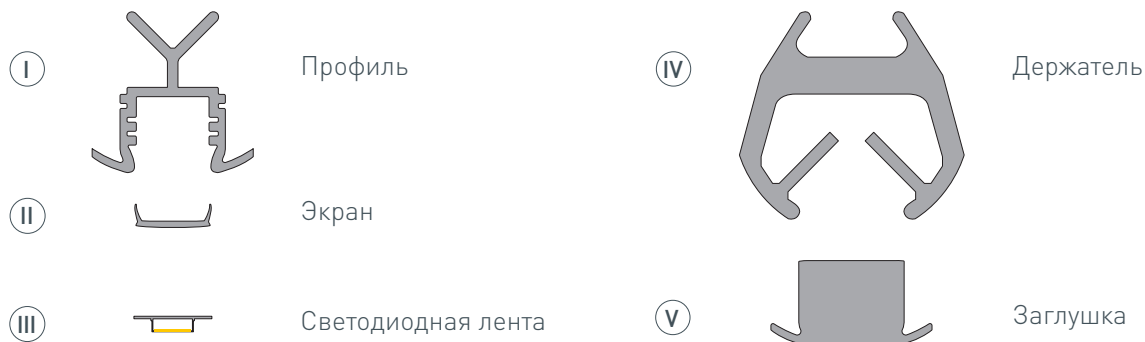 I Профиль
II Экран
III Светодиодная лента
IV Держатель
V Заглушка